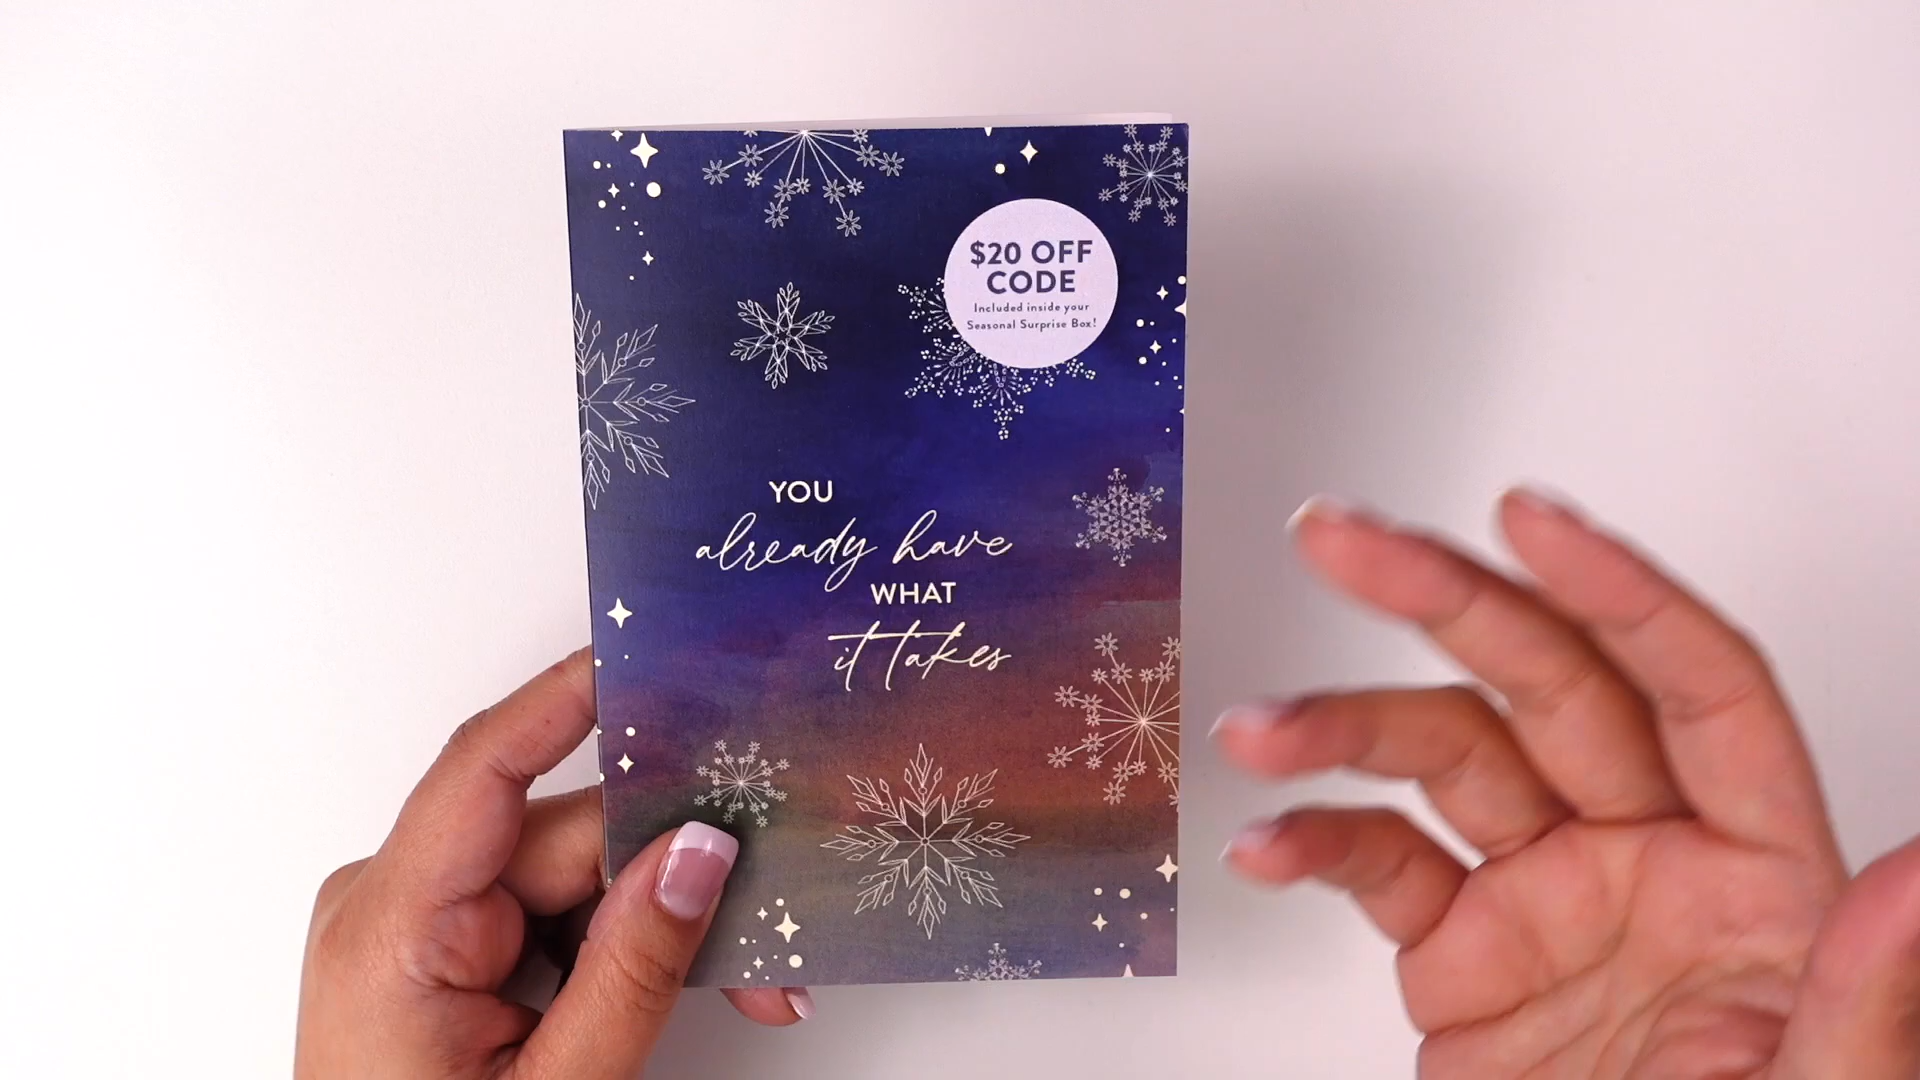 $20 OFF
CODE
Included inside your
Seasonal Surprise Box!
YOU
already have
WHAT
it takes